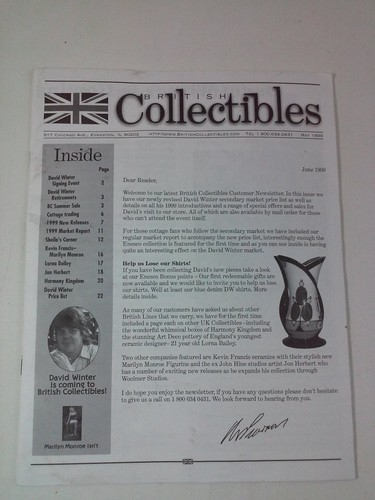 BRITISH
Collectibles
917 CHICAGO AVE., EVANSTON, IL 60202 HTTP://WWW.BRITISHCOLLECTIBLES.COM TEL: 1.800.634.0431 MAY 1999
Inside
Page
David Winter
Signing Event 2
David Winter
Retirements 3
BC Summer Sale 3
Cottage trading 6
1999 New Releases 7
1999 Market Report 11
Sheila's Corner 12
Kevin Francis-
Marilyn Monroe 16
Lorna Bailey 17
Jon Herbert 18
Harmony Kingdom 20
David Winter
Price list 22
David Winter
is coming to
British Collectibles!
Marilyn Monroe
June 1999
Dear Reader,
Welcome to our latest British Collectibles Customer Newsletter. In this issue we
have our newly revised David Winter secondary market price list as well as
details on all his 1999 introductions and a range of special offers and sales for
David's visit to our store. All of which are also available by mail order for those
who can't attend the event itself.
For those cottage fans who follow the secondary market we have included our
regular market report to accompany the new price list, interestingly enough the
Enesco collection is featured for the first time and as you can see inside is having
quite an interesting effect on the David Winter market.
Help us Lose our Shirts!
If you have been collecting David's new pieces take a look
at our Enesco Bonus points – Our first redeemable gifts are
now available and we would like to invite you to help us lose
our shirts. Well at least our blue denim DW shirts. More
details inside.
As many of our customers have asked us about other
British Lines that we carry, we have for the first time
included a page each on other UK Collectibles – including
the wonderful whimsical boxes of Harmony Kingdom and
the stunning Art Deco pottery of England's youngest
ceramic designer– 21 year old Lorna Bailey.
Two other companies featured are Kevin Francis ceramics with their stylish new
Marilyn Monroe Figurine and the ex John Hine studios artist Jon Herbert who
has a number of exciting new releases as he expands his collection through
Woolmer Studios.
I do hope you enjoy the newsletter, if you have any questions please don't hesitate
to give us a call on 1 800 634 0431. We look forward to hearing from you.